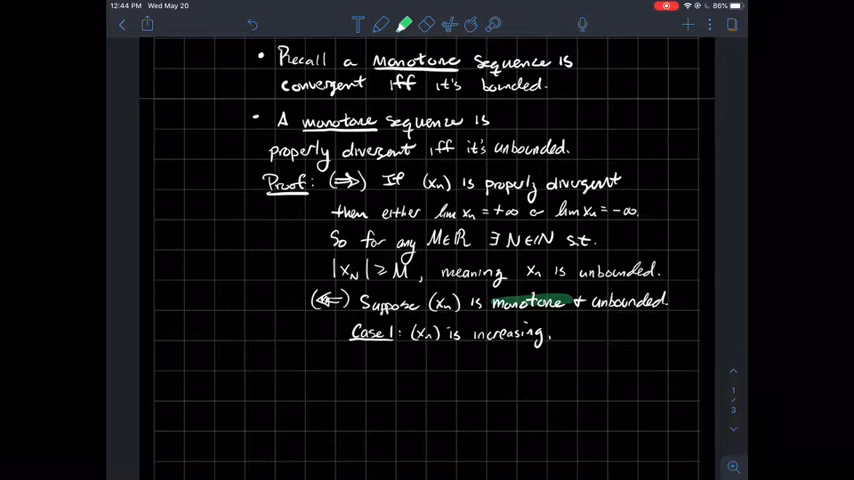 12:44 PM Wed May 20
86%
• Recall a monotone sequence is
convergent iff it's bounded.
• A monotone sequence is
properly divergent iff it's unbounded.
Proof: (⇒) If (xn) is properly divergent
then either lim xn = +∞ or lim xn = -∞.
So for any M∈ℝ ∃ N∈ℕ s.t.
|xN| ≥ M, meaning xn is unbounded.
(⇐) Suppose (xn) is monotone + unbounded.
Case 1: (xn) is increasing.
1
/
3